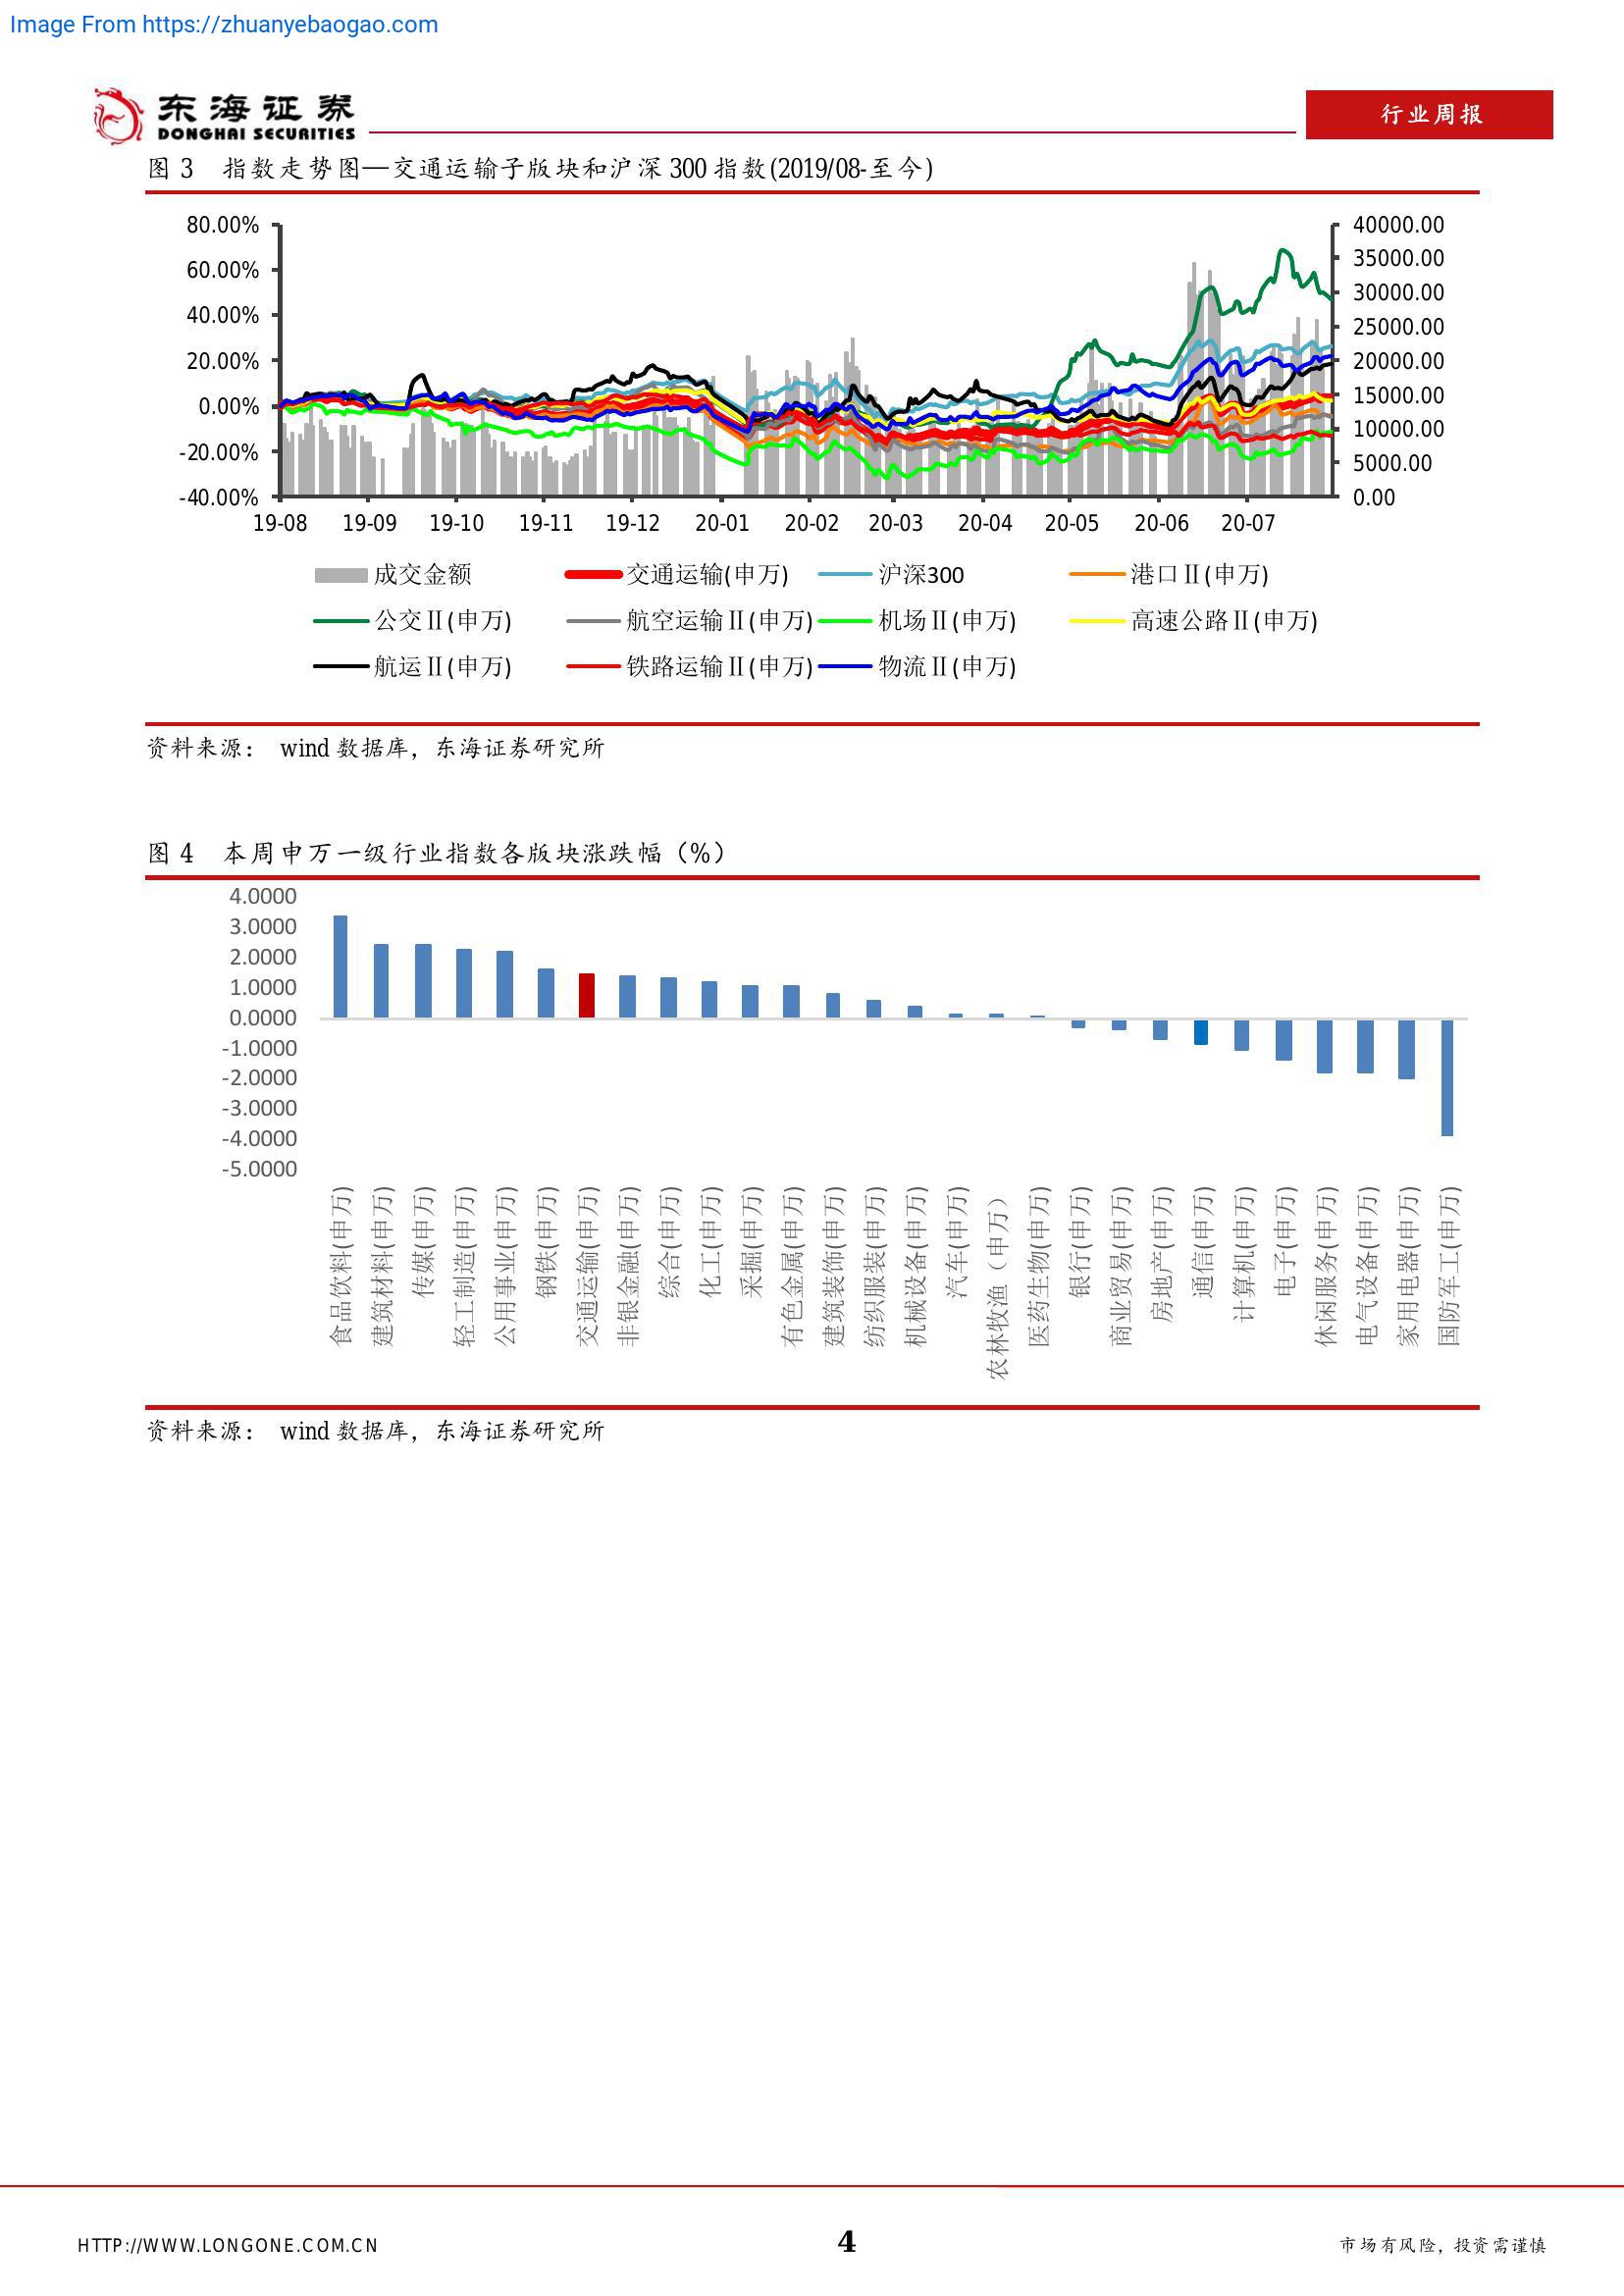 Image From https://zhuanyebaogao.com
东海证券
DONGHAI SECURITIES
行业周报
图 3 指数走势图—交通运输子版块和沪深 300 指数(2019/08-至今)
80.00%
60.00%
40.00%
20.00%
0.00%
-20.00%
-40.00%
40000.00
35000.00
30000.00
25000.00
20000.00
15000.00
10000.00
5000.00
0.00
19-08 19-09 19-10 19-11 19-12 20-01 20-02 20-03 20-04 20-05 20-06 20-07
成交金额 交通运输(申万) 沪深300 港口Ⅱ(申万)
公交Ⅱ(申万) 航空运输Ⅱ(申万) 机场Ⅱ(申万) 高速公路Ⅱ(申万)
航运Ⅱ(申万) 铁路运输Ⅱ(申万) 物流Ⅱ(申万)
资料来源： wind 数据库，东海证券研究所
图 4 本周申万一级行业指数各版块涨跌幅（%）
4.0000
3.0000
2.0000
1.0000
0.0000
-1.0000
-2.0000
-3.0000
-4.0000
-5.0000
食品饮料(申万)
建筑材料(申万)
传媒(申万)
轻工制造(申万)
公用事业(申万)
钢铁(申万)
交通运输(申万)
非银金融(申万)
综合(申万)
化工(申万)
采掘(申万)
有色金属(申万)
建筑装饰(申万)
纺织服装(申万)
机械设备(申万)
汽车(申万)
农林牧渔（申万）
医药生物(申万)
银行(申万)
商业贸易(申万)
房地产(申万)
通信(申万)
计算机(申万)
电子(申万)
休闲服务(申万)
电气设备(申万)
家用电器(申万)
国防军工(申万)
资料来源： wind 数据库，东海证券研究所
HTTP://WWW.LONGONE.COM.CN
4
市场有风险，投资需谨慎